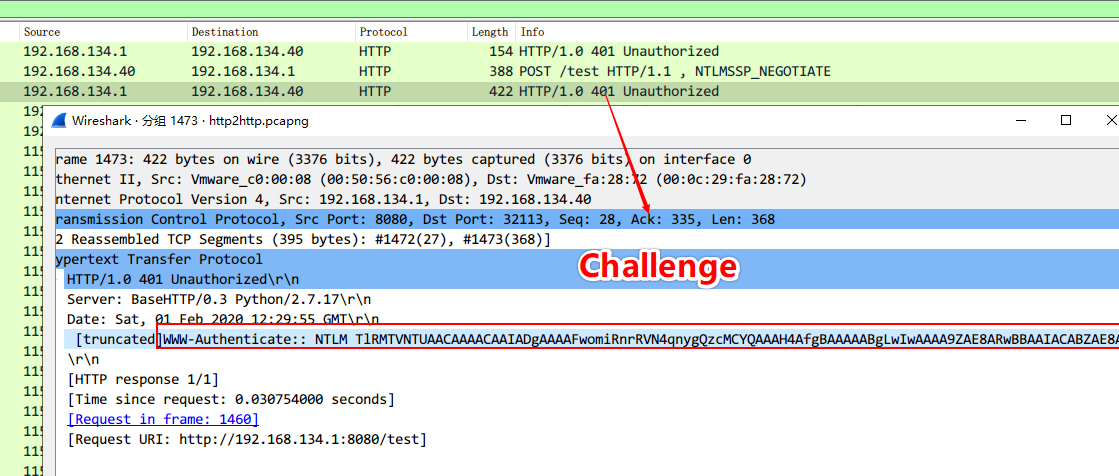 Source Destination Protocol Length Info
192.168.134.1 192.168.134.40 HTTP 154 HTTP/1.0 401 Unauthorized
192.168.134.40 192.168.134.1 HTTP 388 POST /test HTTP/1.1 , NTLMSSP_NEGOTIATE
192.168.134.1 192.168.134.40 HTTP 422 HTTP/1.0 401 Unauthorized
Wireshark · 分组 1473 · http2http.pcapng
rame 1473: 422 bytes on wire (3376 bits), 422 bytes captured (3376 bits) on interface 0
thernet II, Src: Vmware_c0:00:08 (00:50:56:c0:00:08), Dst: Vmware_fa:28:72 (00:0c:29:fa:28:72)
nternet Protocol Version 4, Src: 192.168.134.1, Dst: 192.168.134.40
ransmission Control Protocol, Src Port: 8080, Dst Port: 32113, Seq: 28, Ack: 335, Len: 368
2 Reassembled TCP Segments (395 bytes): #1472(27), #1473(368)]
ypertext Transfer Protocol
Challenge
HTTP/1.0 401 Unauthorized\r\n
Server: BaseHTTP/0.3 Python/2.7.17\r\n
Date: Sat, 01 Feb 2020 12:29:55 GMT\r\n
[truncated]WWW-Authenticate:: NTLM TlRMTVNTUAACAAAACAAIADgAAAAFwomiRnrRVN4qnygQzcMCYQAAAH4AfgBAAAAABgLwIwAAAA9ZAE8ARwBBAAIACABZAE8A
\r\n
[HTTP response 1/1]
[Time since request: 0.030754000 seconds]
[Request in frame: 1460]
[Request URI: http://192.168.134.1:8080/test]